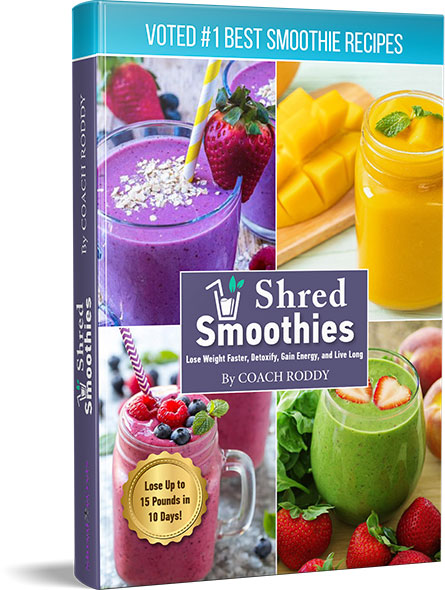 VOTED #1 BEST SMOOTHIE RECIPES
Shred
Smoothies
Lose Weight Faster, Detoxify, Gain Energy, and Live Long
By COACH RODDY
Lose Up to
15 Pounds in
10 Days!
By COACH RODDY
Shred
Smoothies